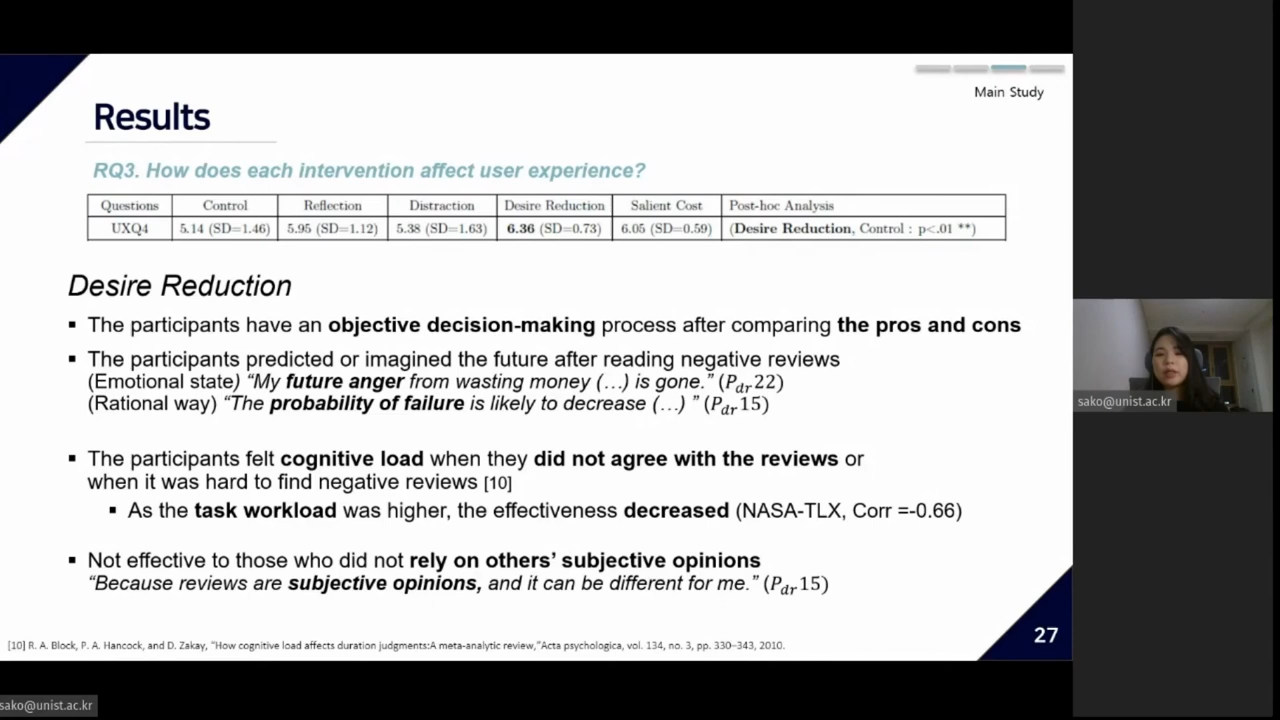 Main Study
Results
RQ3. How does each intervention affect user experience?
Questions Control Reflection Distraction Desire Reduction Salient Cost Post-hoc Analysis
UXQ4 5.14 (SD=1.46) 5.95 (SD=1.12) 5.38 (SD=1.63) 6.36 (SD=0.73) 6.05 (SD=0.59) (Desire Reduction, Control : p<.01 **)
Desire Reduction
▪ The participants have an objective decision-making process after comparing the pros and cons
▪ The participants predicted or imagined the future after reading negative reviews
(Emotional state) “My future anger from wasting money (…) is gone.” (Pdr22)
(Rational way) “The probability of failure is likely to decrease (…) ” (Pdr15)
▪ The participants felt cognitive load when they did not agree with the reviews or
when it was hard to find negative reviews [10]
▪ As the task workload was higher, the effectiveness decreased (NASA-TLX, Corr =-0.66)
▪ Not effective to those who did not rely on others’ subjective opinions
“Because reviews are subjective opinions, and it can be different for me.” (Pdr15)
27
[10] R. A. Block, P. A. Hancock, and D. Zakay, “How cognitive load affects duration judgments:A meta-analytic review,”Acta psychologica, vol. 134, no. 3, pp. 330–343, 2010.
sako@unist.ac.kr
sako@unist.ac.kr